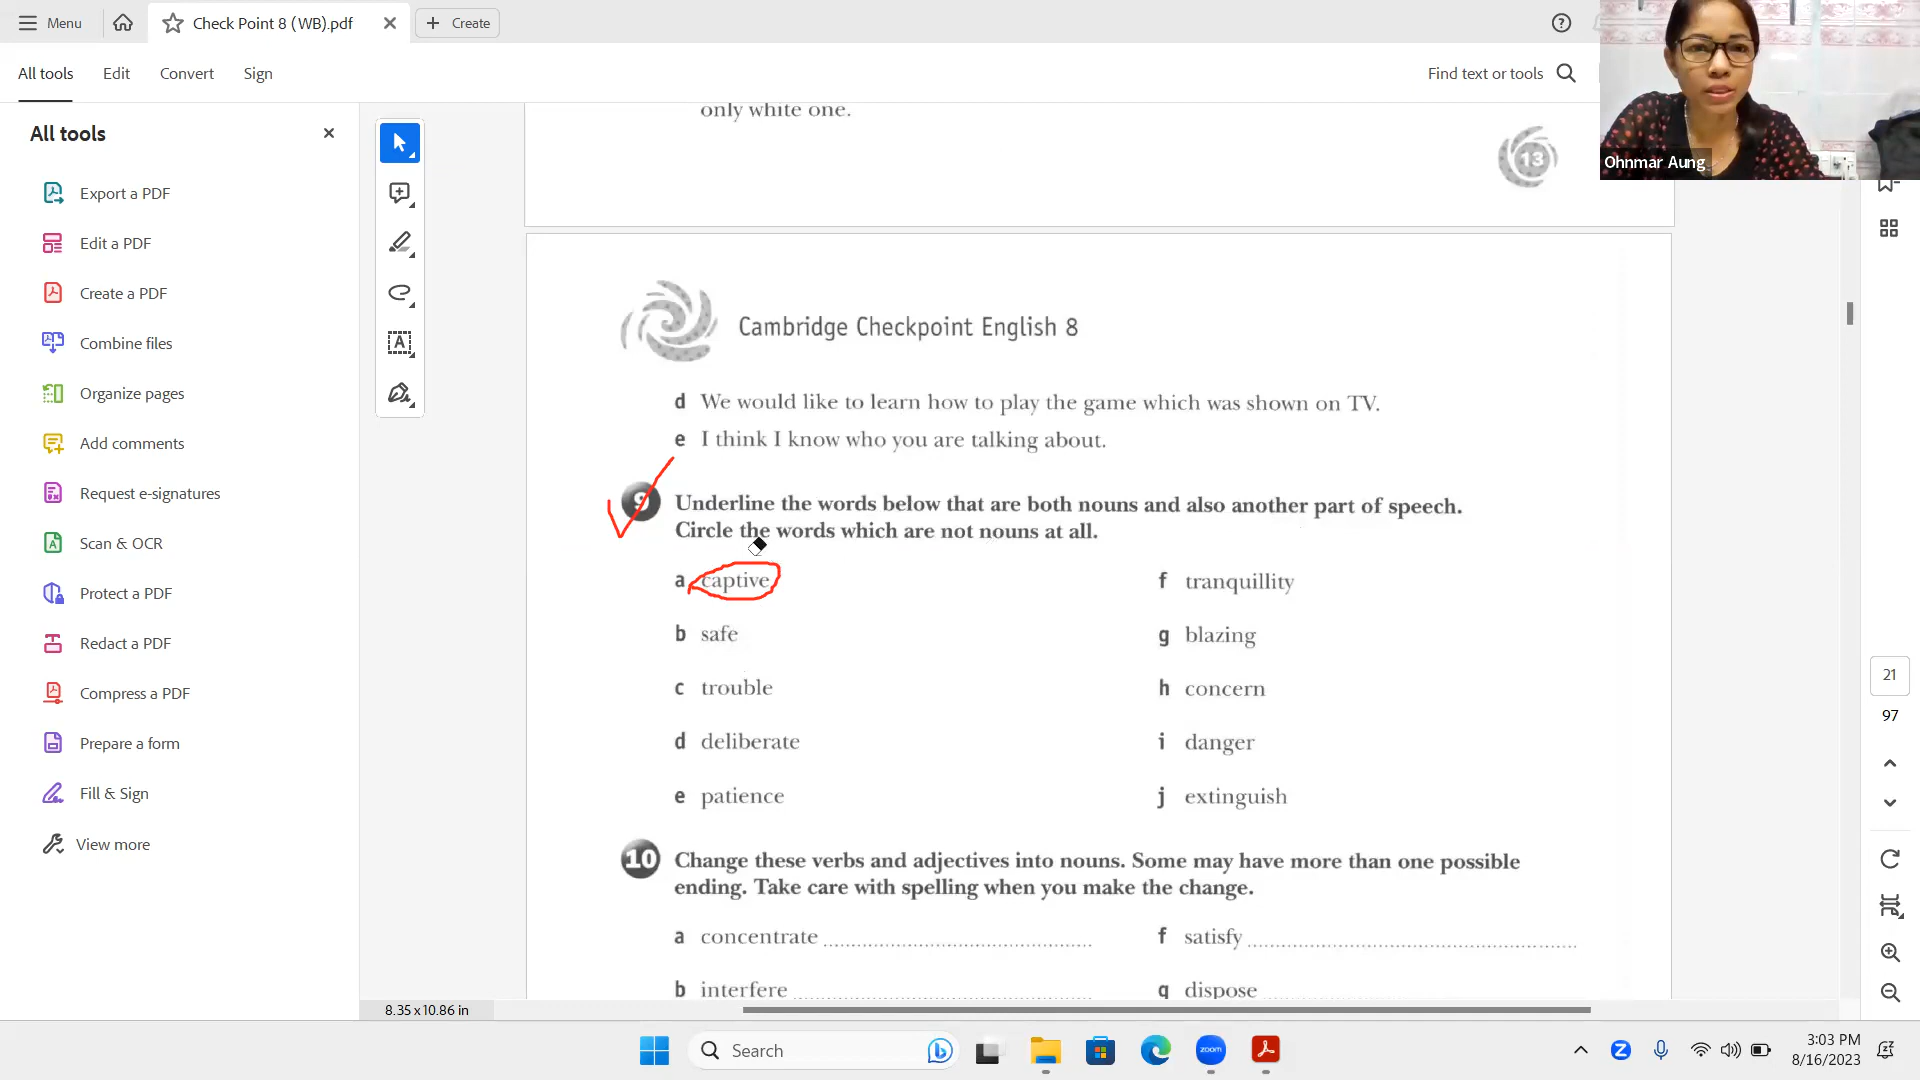 Menu
Check Point 8 (WB).pdf
Create
All tools
Edit
Convert
Sign
Find text or tools
Ohnmar Aung
All tools
Export a PDF
Edit a PDF
Create a PDF
Combine files
Organize pages
Add comments
Request e-signatures
Scan & OCR
Protect a PDF
Redact a PDF
Compress a PDF
Prepare a form
Fill & Sign
View more
only white one.
13
Cambridge Checkpoint English 8
d We would like to learn how to play the game which was shown on TV.
e I think I know who you are talking about.
9 Underline the words below that are both nouns and also another part of speech.
Circle the words which are not nouns at all.
a captive
f tranquillity
b safe
g blazing
c trouble
h concern
d deliberate
i danger
e patience
j extinguish
10 Change these verbs and adjectives into nouns. Some may have more than one possible
ending. Take care with spelling when you make the change.
a concentrate
f satisfy
b interfere
g dispose
21
97
8.35 x 10.86 in
Search
zoom
3:03 PM
8/16/2023